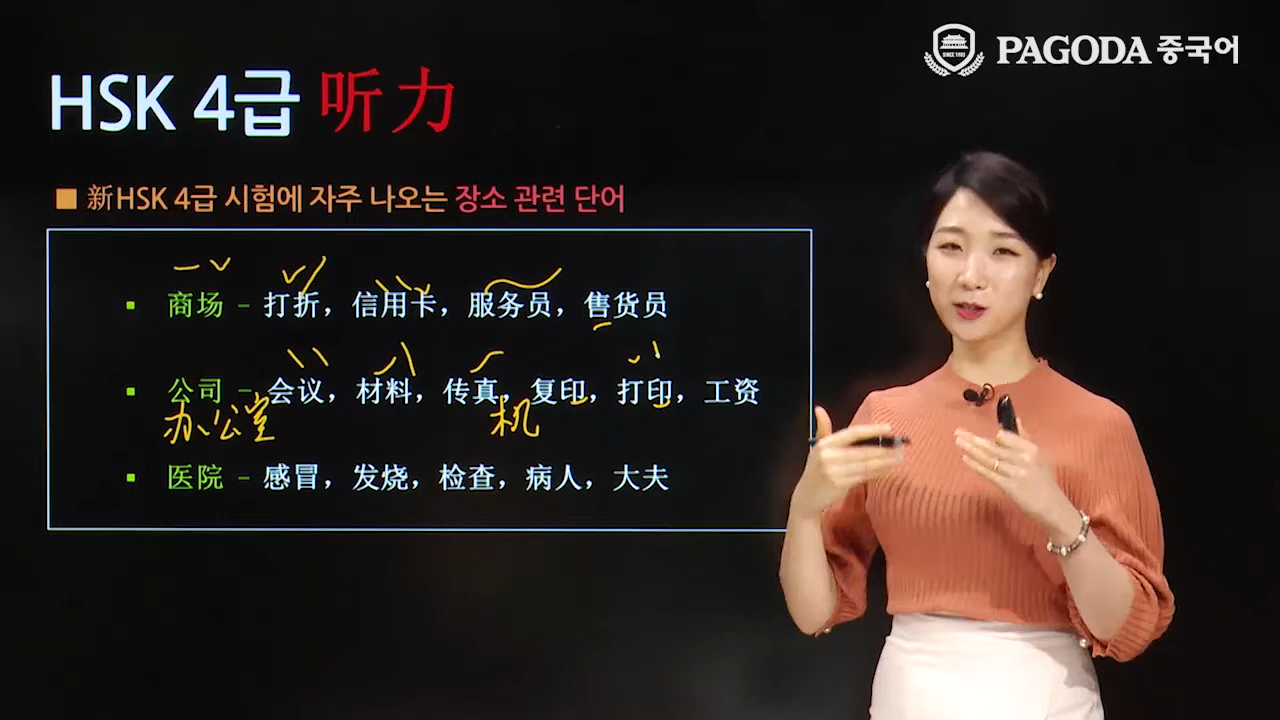 SINCE 1983
PAGODA 중국어
HSK 4급 听力
■ 新HSK 4급 시험에 자주 나오는 장소 관련 단어
▪ 商场 - 打折, 信用卡, 服务员, 售货员
▪ 公司 - 会议, 材料, 传真, 复印, 打印, 工资
办公室 机
▪ 医院 - 感冒, 发烧, 检查, 病人, 大夫